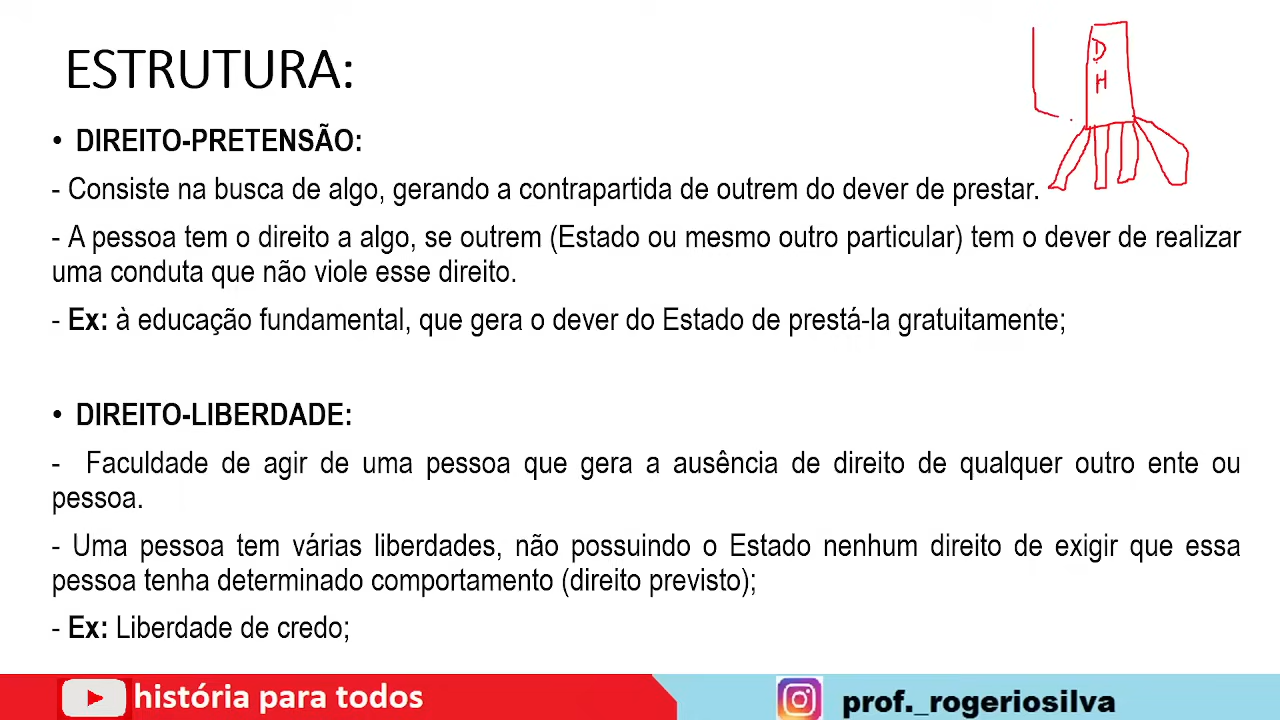 ESTRUTURA:
D
H
• DIREITO-PRETENSÃO:
- Consiste na busca de algo, gerando a contrapartida de outrem do dever de prestar.
- A pessoa tem o direito a algo, se outrem (Estado ou mesmo outro particular) tem o dever de realizar
uma conduta que não viole esse direito.
- Ex: à educação fundamental, que gera o dever do Estado de prestá-la gratuitamente;
• DIREITO-LIBERDADE:
- Faculdade de agir de uma pessoa que gera a ausência de direito de qualquer outro ente ou
pessoa.
- Uma pessoa tem várias liberdades, não possuindo o Estado nenhum direito de exigir que essa
pessoa tenha determinado comportamento (direito previsto);
- Ex: Liberdade de credo;
história para todos
prof._rogeriosilva